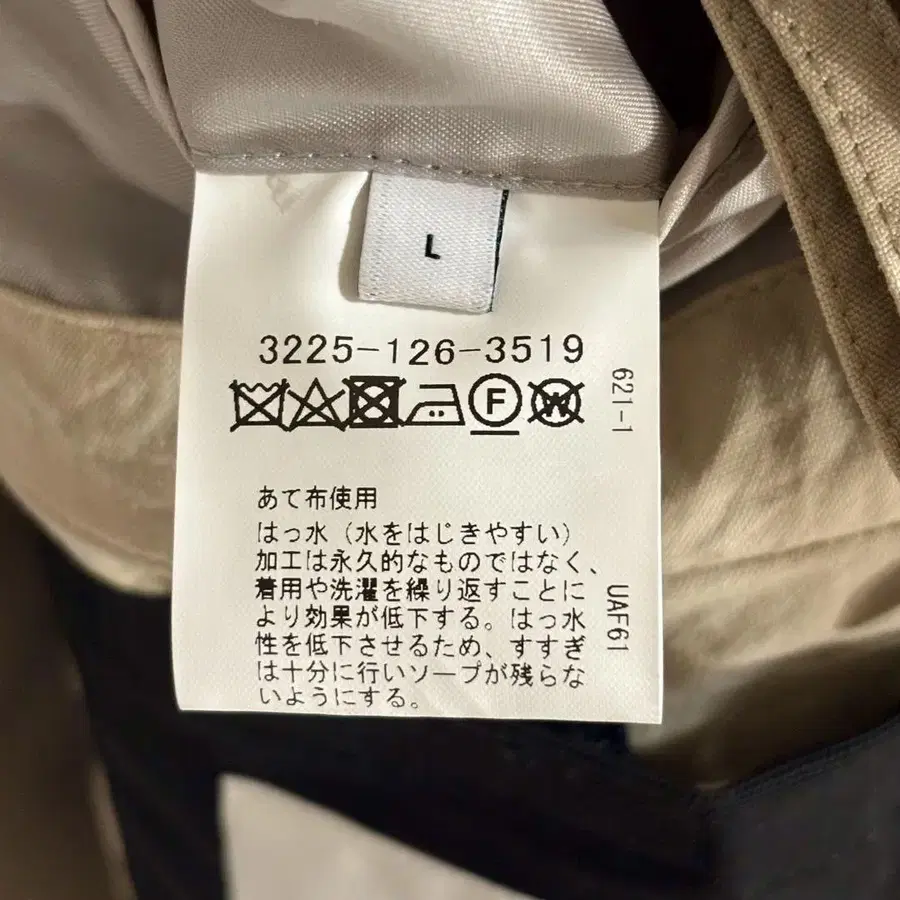 L
3225-126-3519
F
W
621-1
あて布使用
はっ水（水をはじきやすい）
加工は永久的なものではなく、
着用や洗濯を繰り返すことに
より効果が低下する。はっ水
性を低下させるため、すすぎ
は十分に行いソープが残らな
いようにする。
UAF61